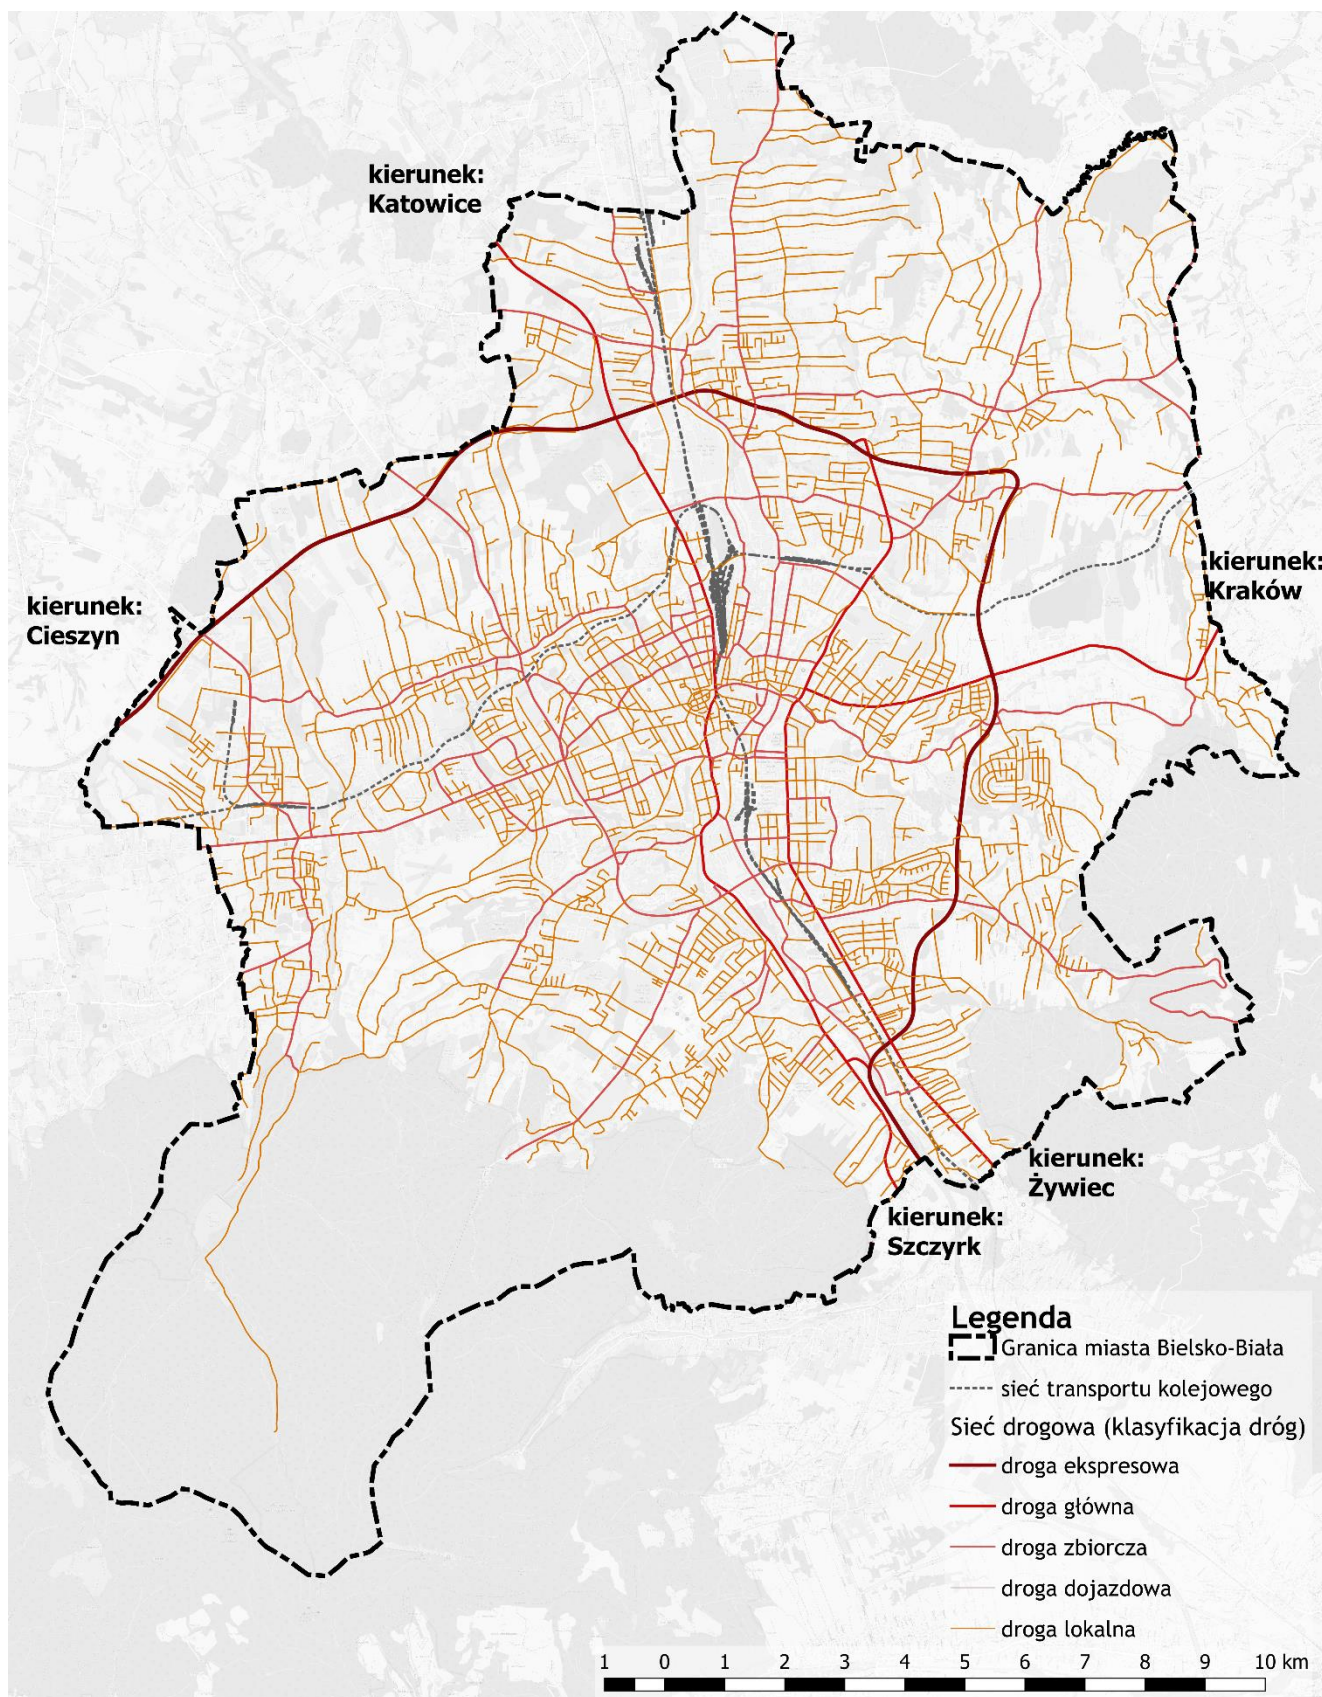 kierunek:
Katowice
kierunek:
Kraków
kierunek:
Cieszyn
kierunek:
Żywiec
kierunek:
Szczyrk
Legenda
Granica miasta Bielsko-Biała
sieć transportu kolejowego
Sieć drogowa (klasyfikacja dróg)
droga ekspresowa
droga główna
droga zbiorcza
droga dojazdowa
droga lokalna
1 0 1 2 3 4 5 6 7 8 9 10 km